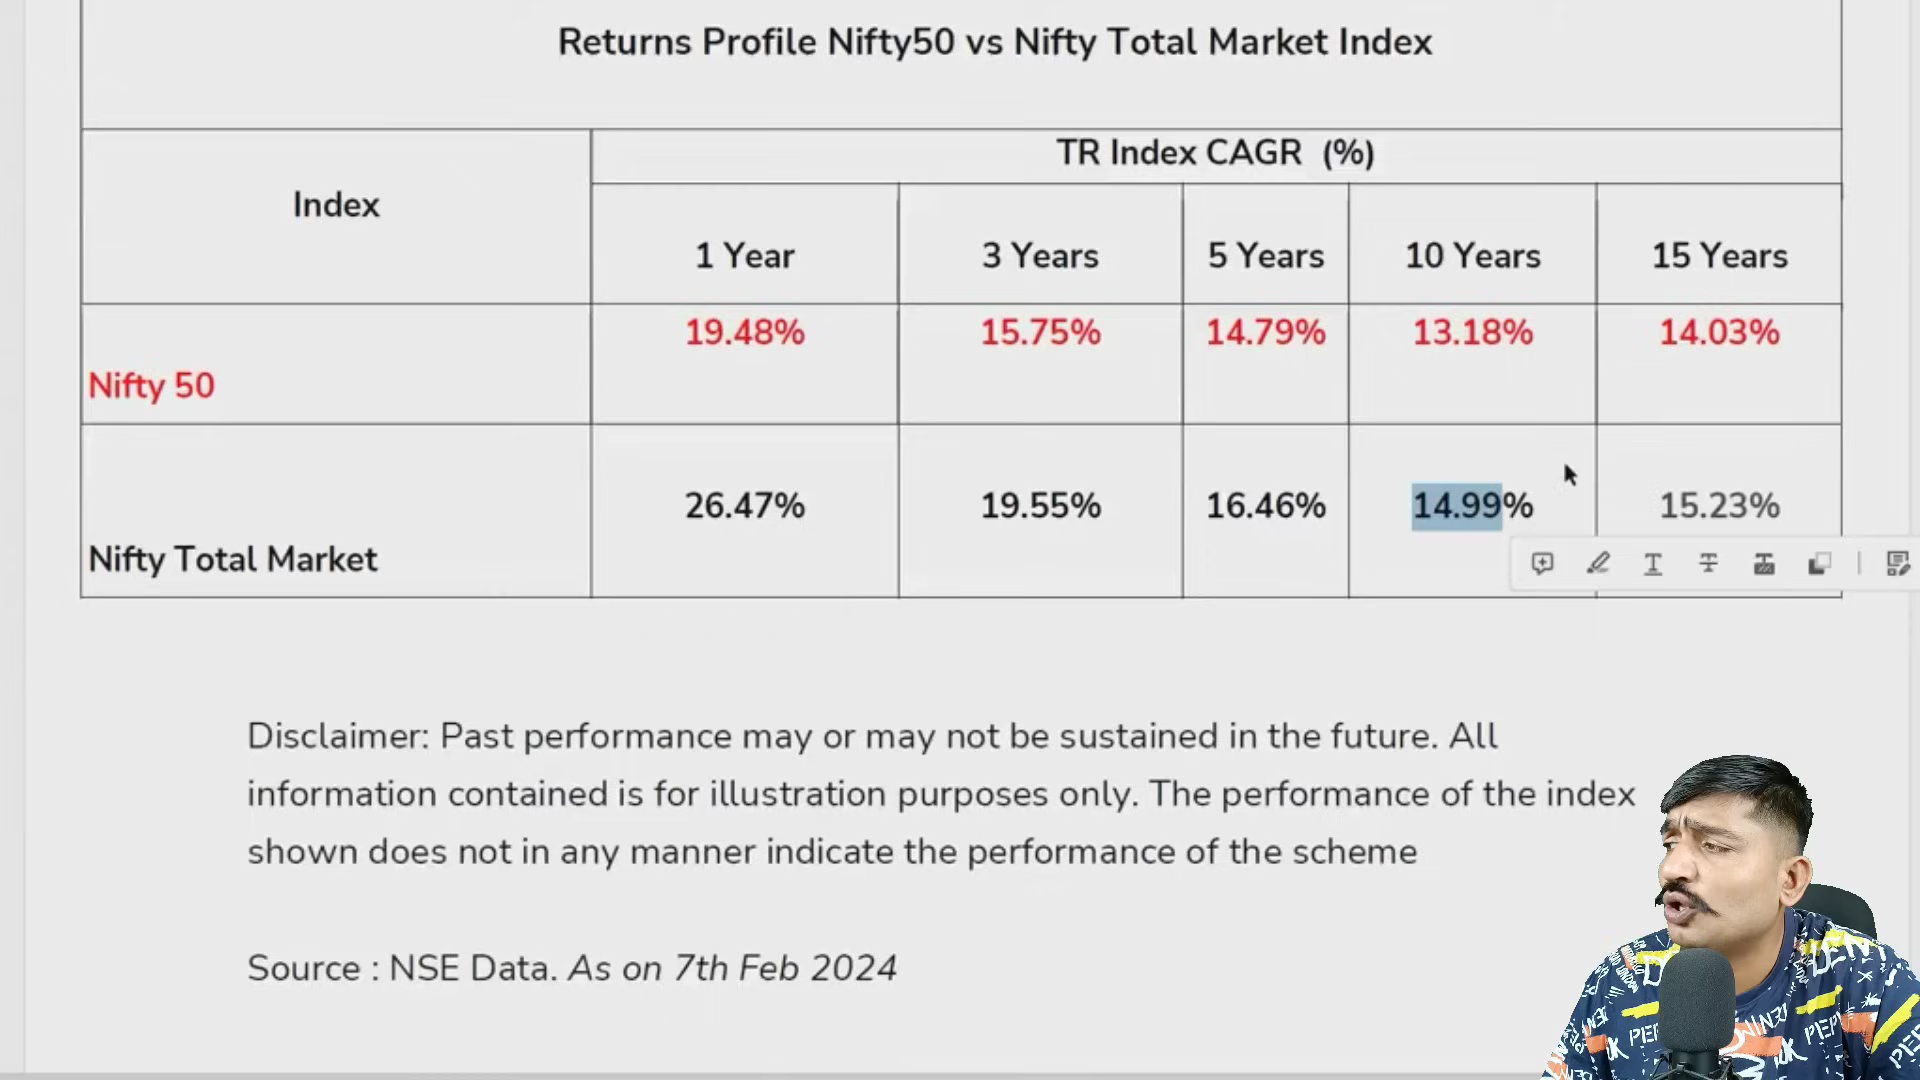 Returns Profile Nifty50 vs Nifty Total Market Index
TR Index CAGR (%)
Index
1 Year 3 Years 5 Years 10 Years 15 Years
19.48% 15.75% 14.79% 13.18% 14.03%
Nifty 50
26.47% 19.55% 16.46% 14.99% 15.23%
Nifty Total Market
Disclaimer: Past performance may or may not be sustained in the future. All
information contained is for illustration purposes only. The performance of the index
shown does not in any manner indicate the performance of the scheme
Source : NSE Data. As on 7th Feb 2024